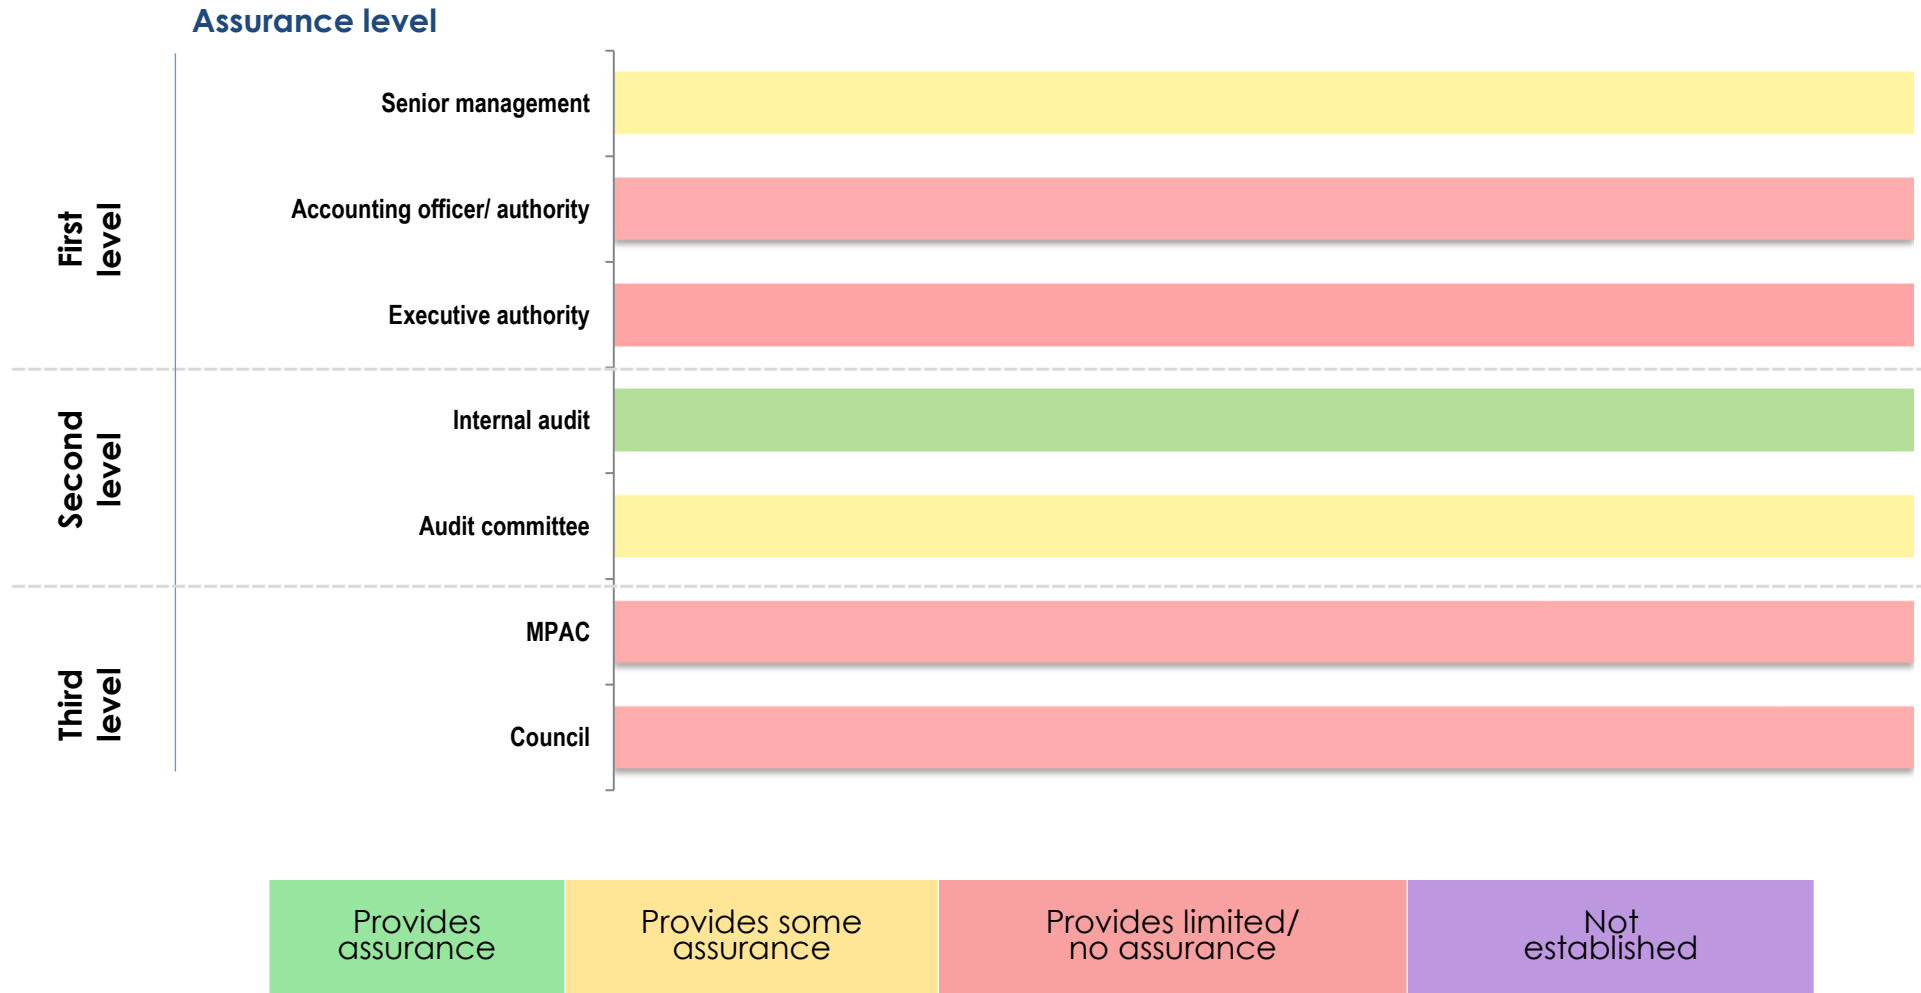 Assurance level
First
level
Senior management
Accounting officer/ authority
Executive authority
Second
level
Internal audit
Audit committee
Third
level
MPAC
Council
Provides
assurance
Provides some
assurance
Provides limited/
no assurance
Not
established